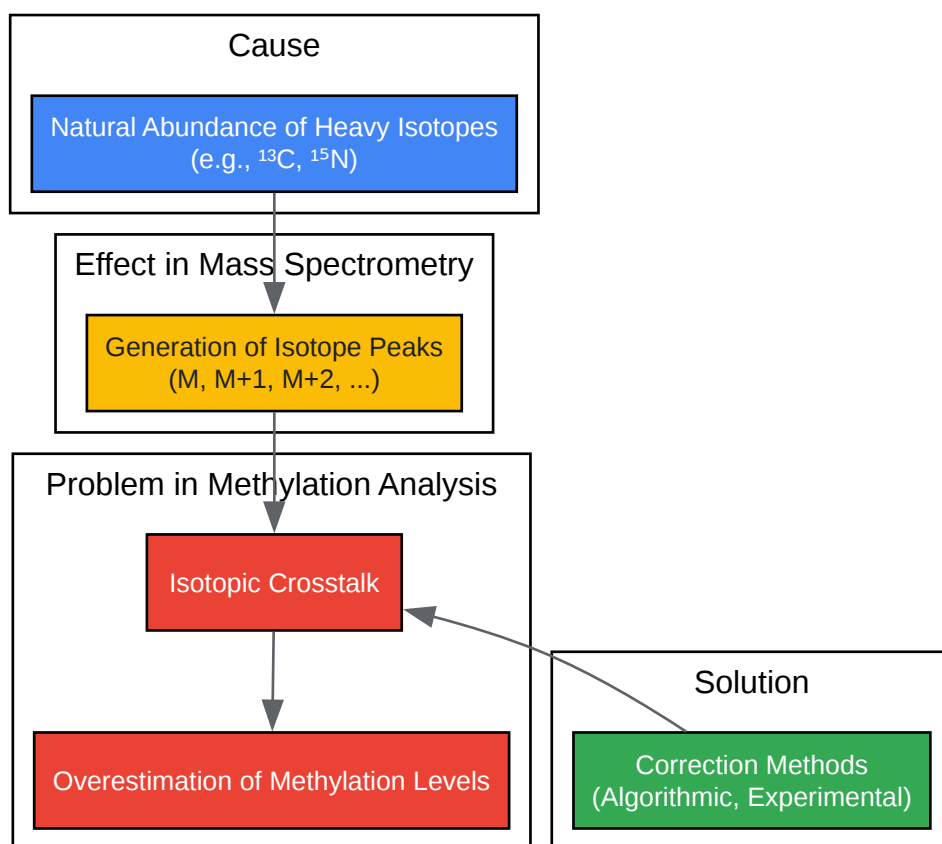 Cause
Natural Abundance of Heavy Isotopes
(e.g., ¹³C, ¹⁵N)
Effect in Mass Spectrometry
Generation of Isotope Peaks
(M, M+1, M+2, ...)
Problem in Methylation Analysis
Isotopic Crosstalk
Overestimation of Methylation Levels
Solution
Correction Methods
(Algorithmic, Experimental)